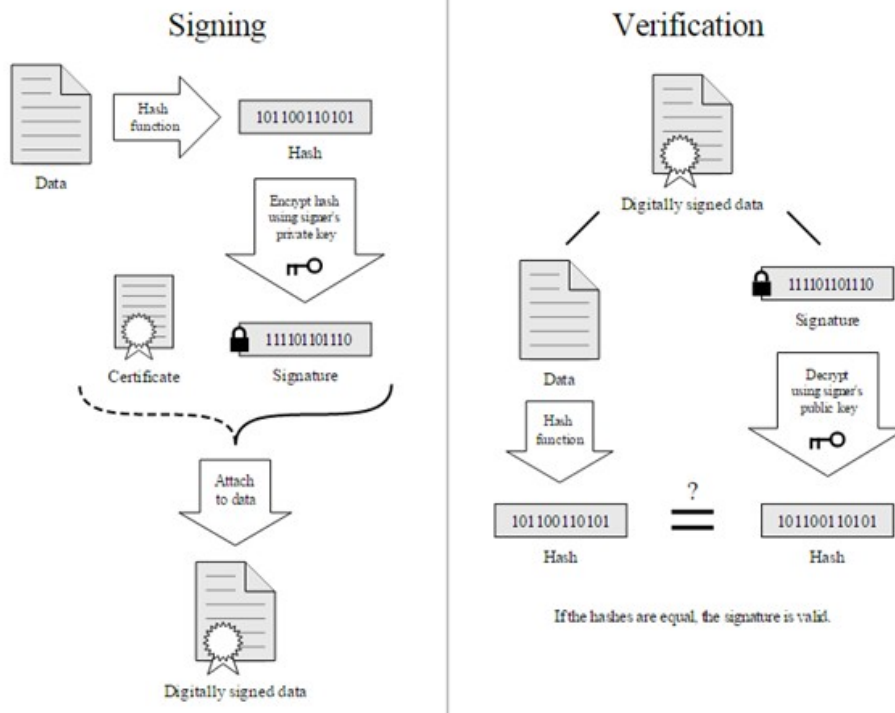 Signing
Data
Hash
function
101100110101
Hash
Encrypt hash
using signer's
private key
Certificate
111101101110
Signature
Attach
to data
Digitally signed data
Verification
Digitally signed data
Data
111101101110
Signature
Hash
function
Decrypt
using signer's
public key
101100110101
Hash
?
101100110101
Hash
If the hashes are equal, the signature is valid.